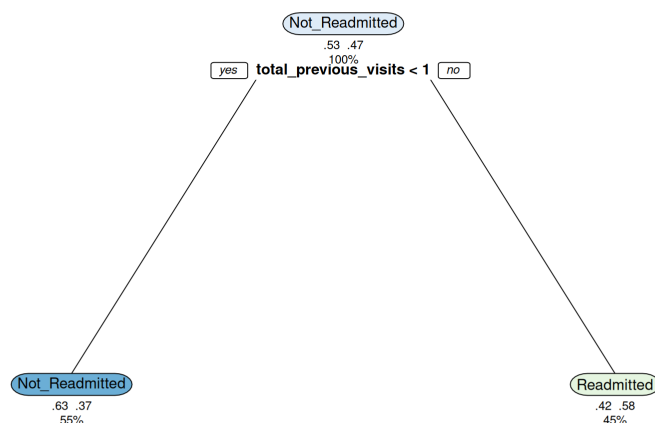 Not_Readmitted
.53 .47
100%
yes total_previous_visits < 1 no
Not_Readmitted
.63 .37
55%
Readmitted
.42 .58
45%